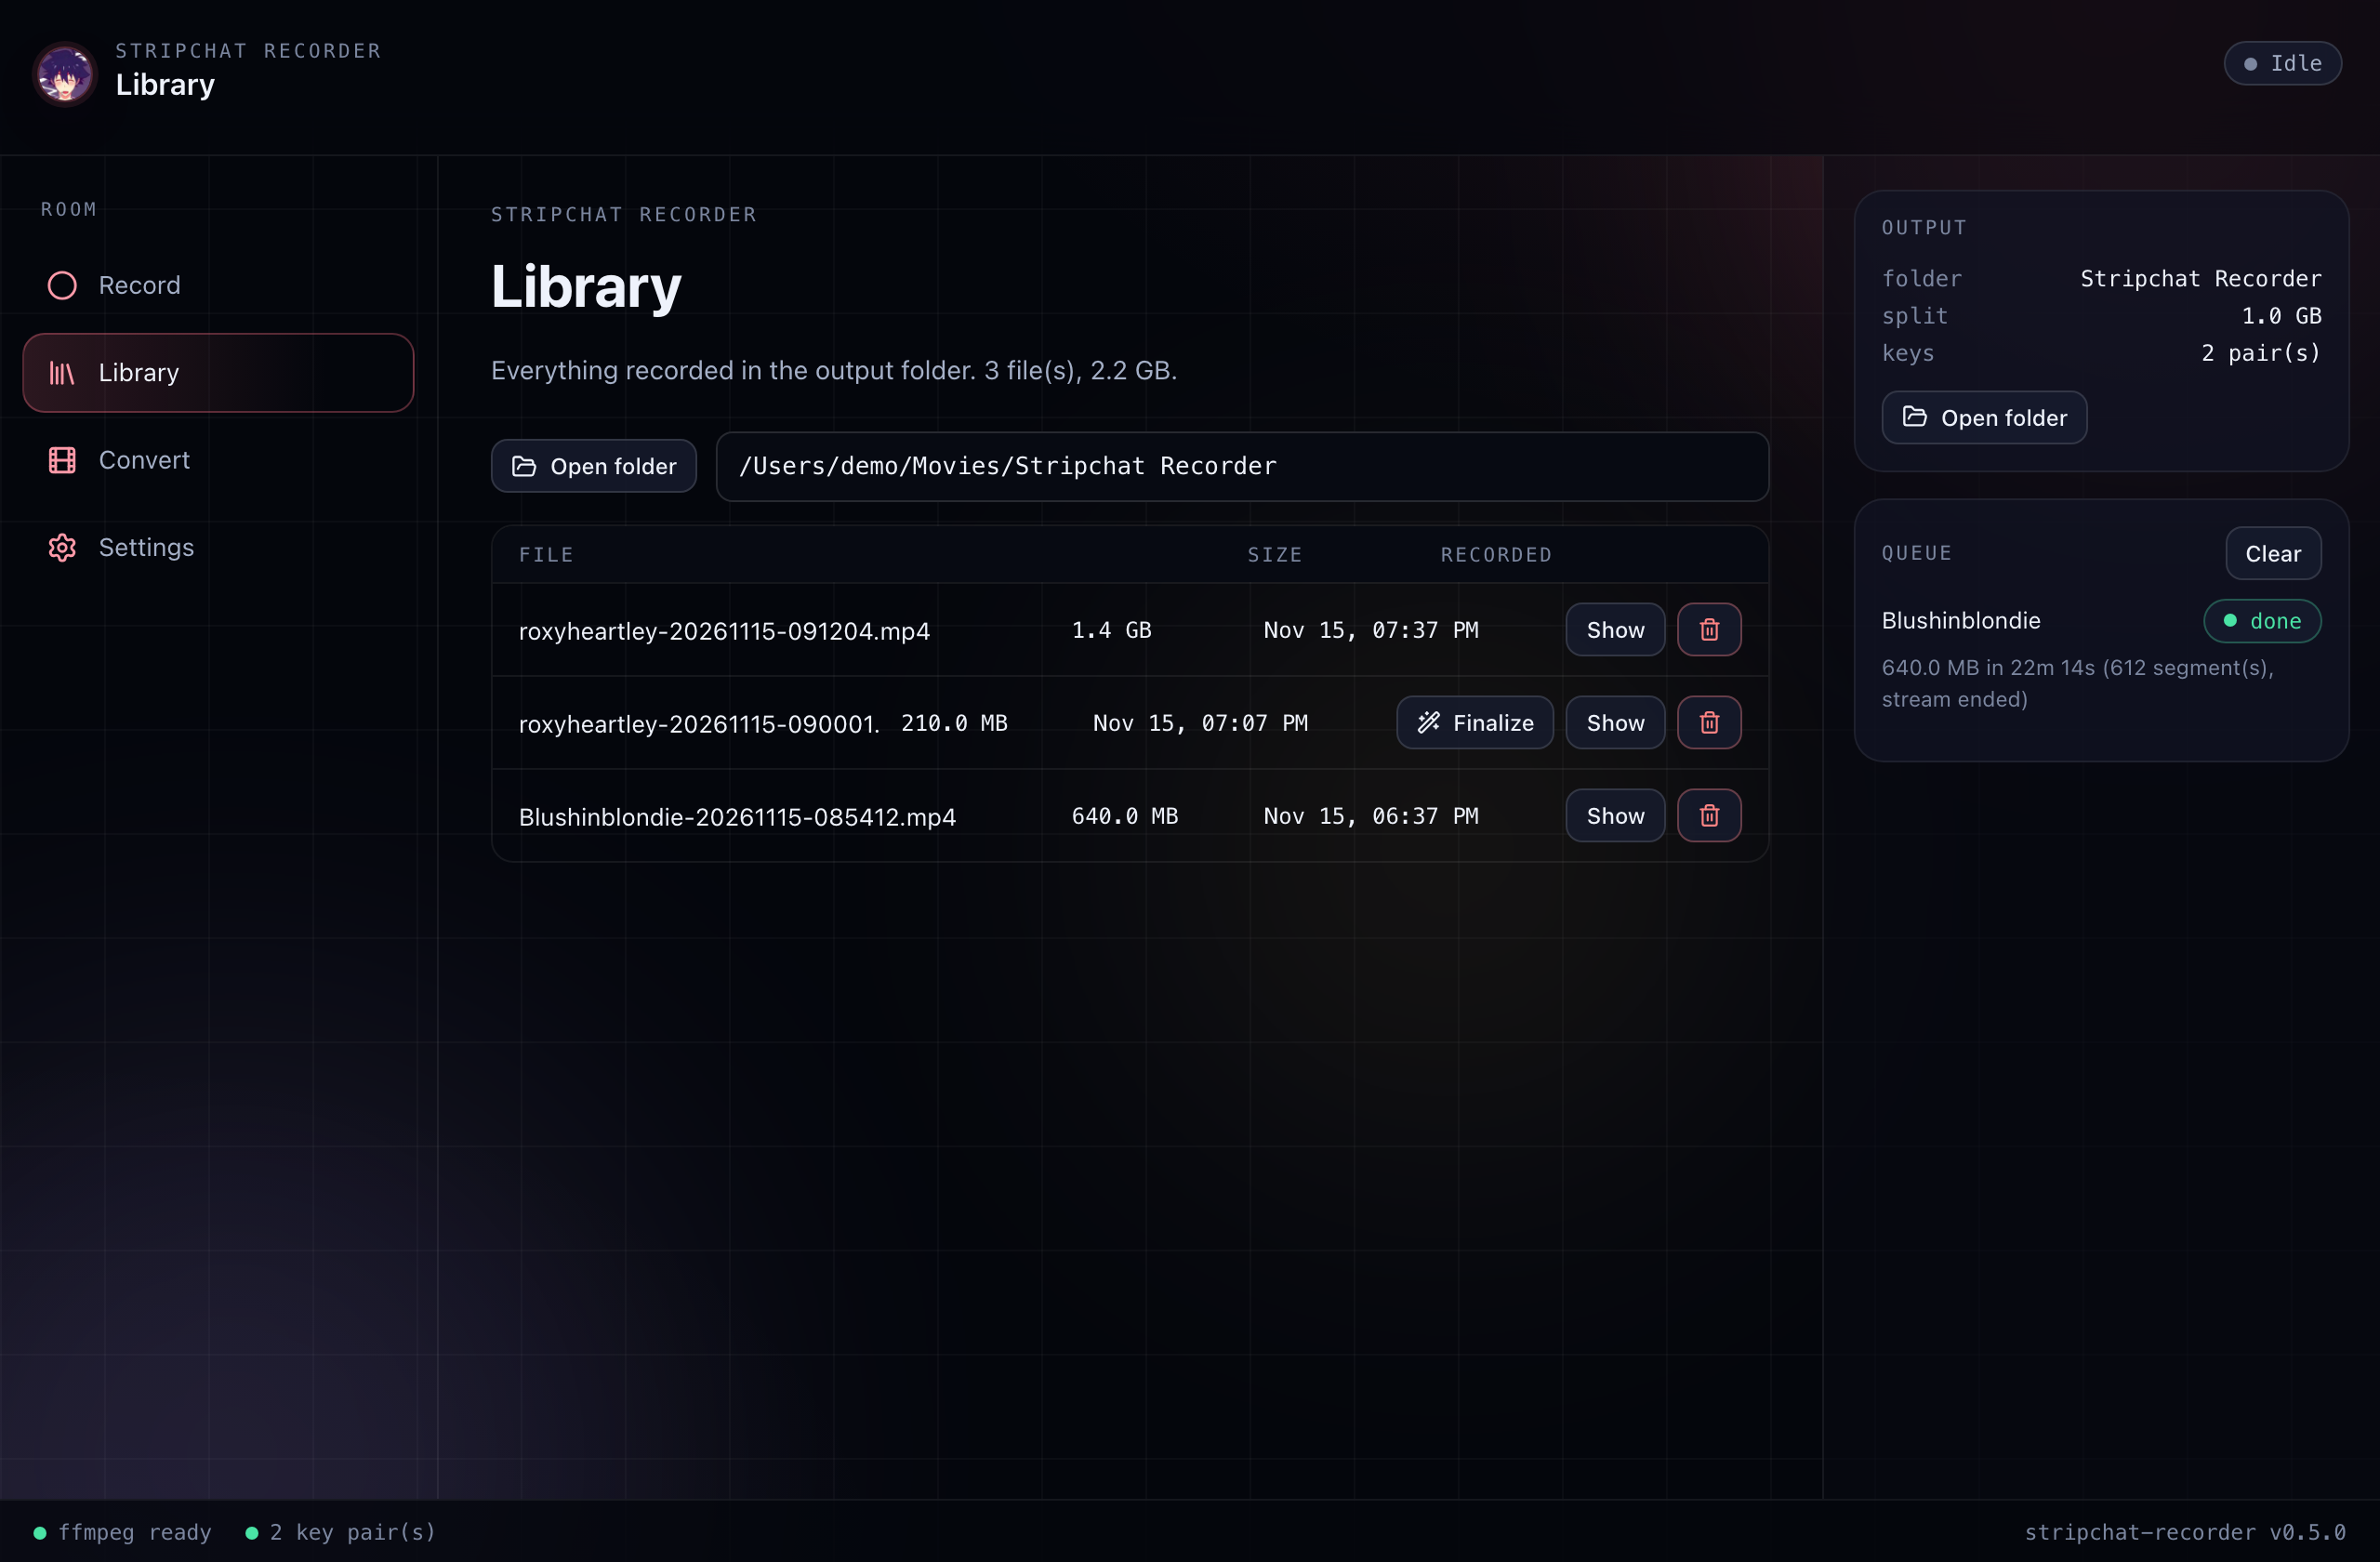 STRIPCHAT RECORDER
Library
Idle
ROOM
Record
Library
Convert
Settings
STRIPCHAT RECORDER
Library
Everything recorded in the output folder. 3 file(s), 2.2 GB.
Open folder
/Users/demo/Movies/Stripchat Recorder
FILE SIZE RECORDED
roxyheartley-20261115-091204.mp4 1.4 GB Nov 15, 07:37 PM Show
roxyheartley-20261115-090001. 210.0 MB Nov 15, 07:07 PM Finalize Show
Blushinblondie-20261115-085412.mp4 640.0 MB Nov 15, 06:37 PM Show
OUTPUT
folder Stripchat Recorder
split 1.0 GB
keys 2 pair(s)
Open folder
QUEUE Clear
Blushinblondie done
640.0 MB in 22m 14s (612 segment(s),
stream ended)
ffmpeg ready 2 key pair(s)
stripchat-recorder v0.5.0